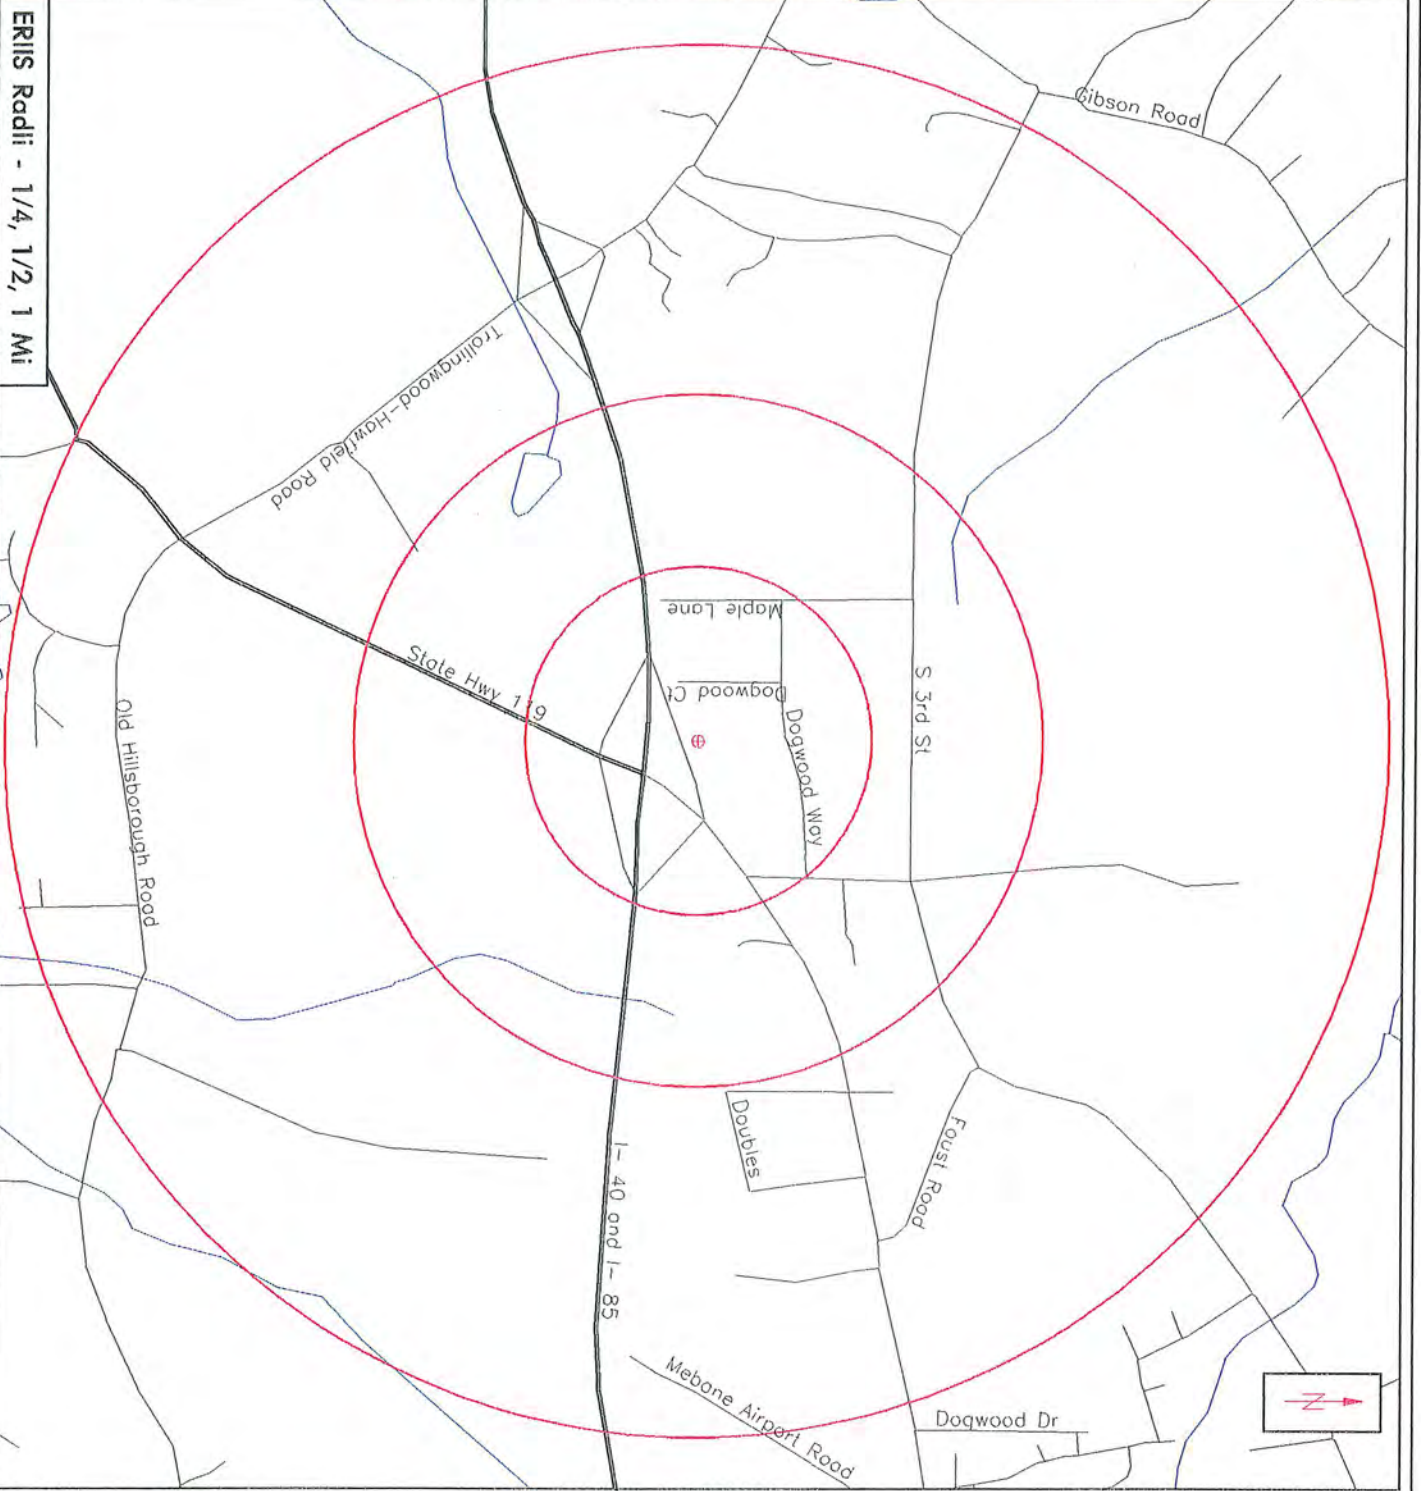 ERIIS Radii - 1/4, 1/2, 1 Mi
Gibson Road
Trollingwood-Hawfield Road
Maple Lane
Dogwood Ct
Dogwood Way
S 3rd St
State Hwy 119
Old Hillsborough Road
Doubles
Foust Road
I- 40 and I- 85
Mebane Airport Road
Dogwood Dr
N